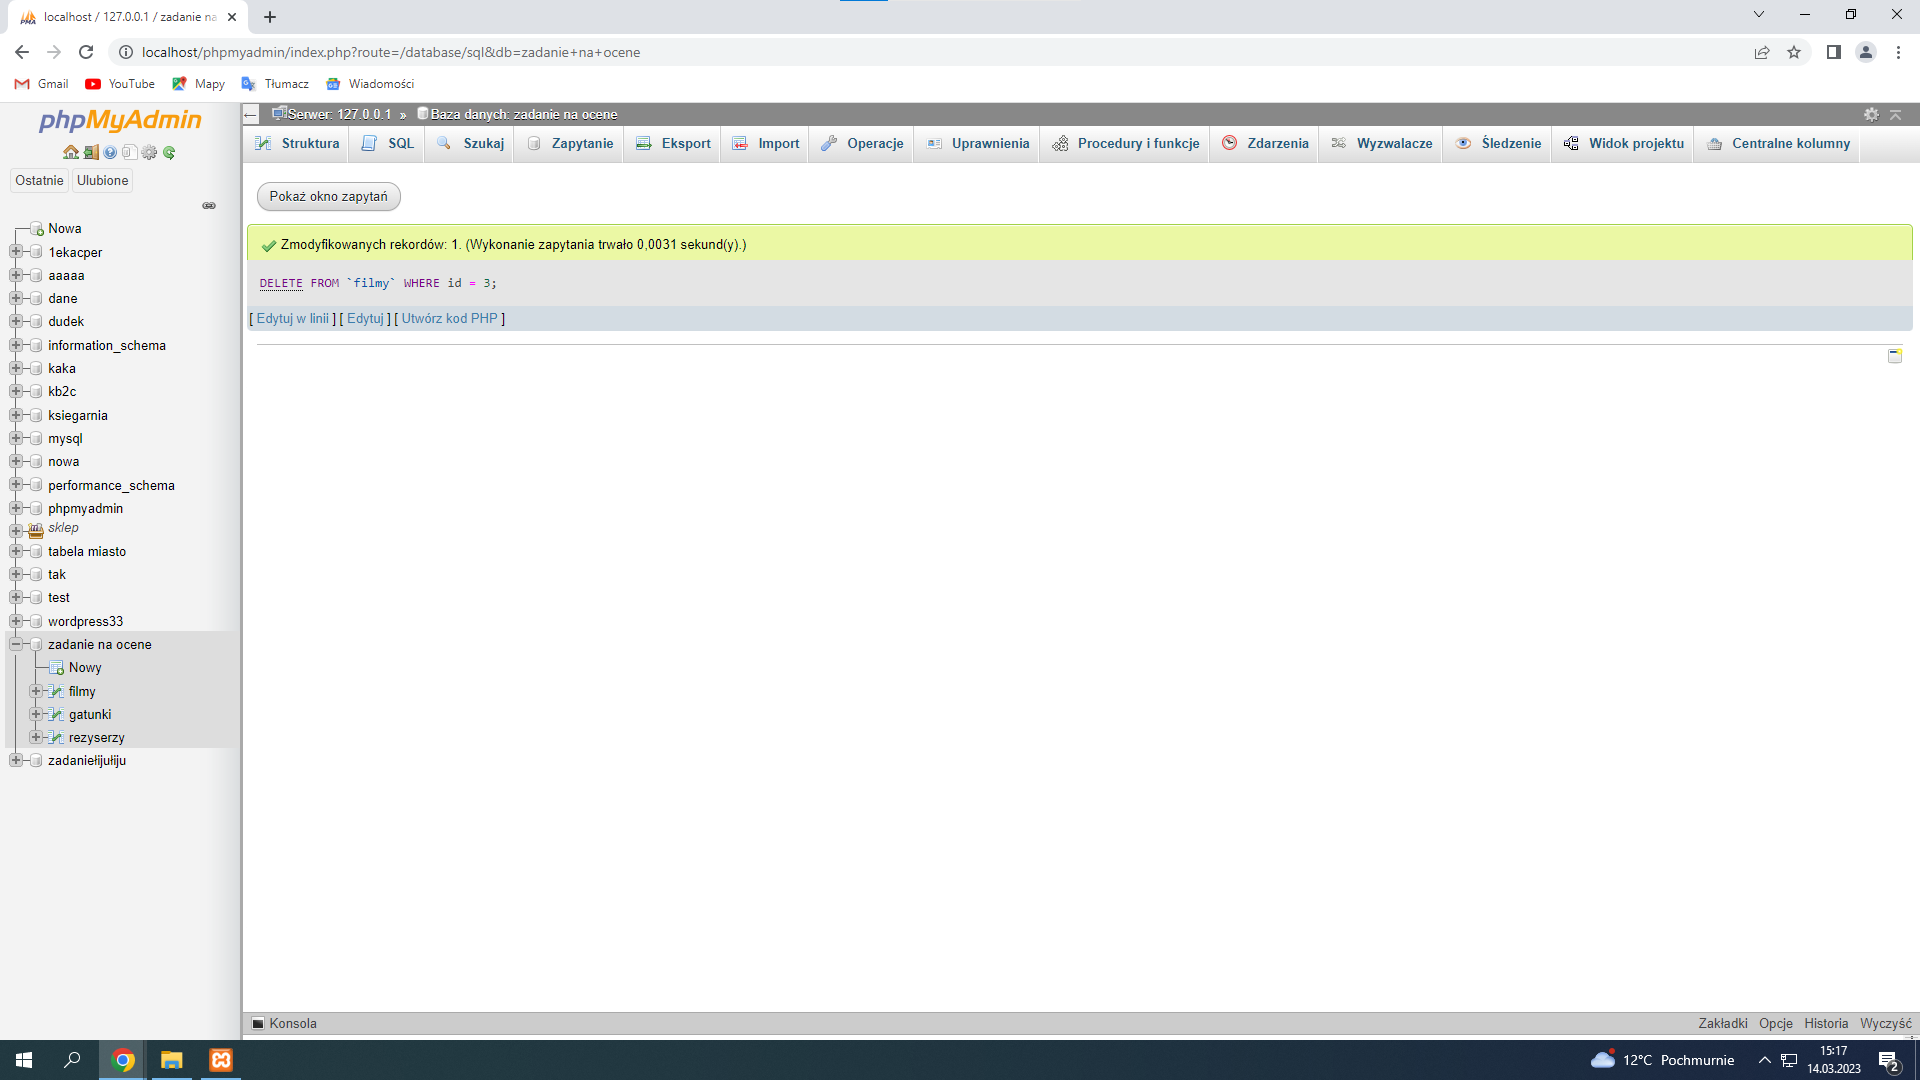 localhost / 127.0.0.1 / zadanie na
localhost/phpmyadmin/index.php?route=/database/sql&db=zadanie+na+ocene
Gmail YouTube Mapy Tłumacz Wiadomości
phpMyAdmin
Ostatnie Ulubione
Nowa
1ekacper
aaaaa
dane
dudek
information_schema
kaka
kb2c
ksiegarnia
mysql
nowa
performance_schema
phpmyadmin
sklep
tabela miasto
tak
test
wordpress33
zadanie na ocene
Nowy
filmy
gatunki
rezyserzy
zadaniełijułiju
Serwer: 127.0.0.1 » Baza danych: zadanie na ocene
Struktura SQL Szukaj Zapytanie Eksport Import Operacje Uprawnienia Procedury i funkcje Zdarzenia Wyzwalacze Śledzenie Widok projektu Centralne kolumny
Pokaż okno zapytań
Zmodyfikowanych rekordów: 1. (Wykonanie zapytania trwało 0,0031 sekund(y).)
DELETE FROM `filmy` WHERE id = 3;
[ Edytuj w linii ] [ Edytuj ] [ Utwórz kod PHP ]
Konsola
Zakładki Opcje Historia Wyczyść
12°C Pochmurnie
15:17
14.03.2023
2